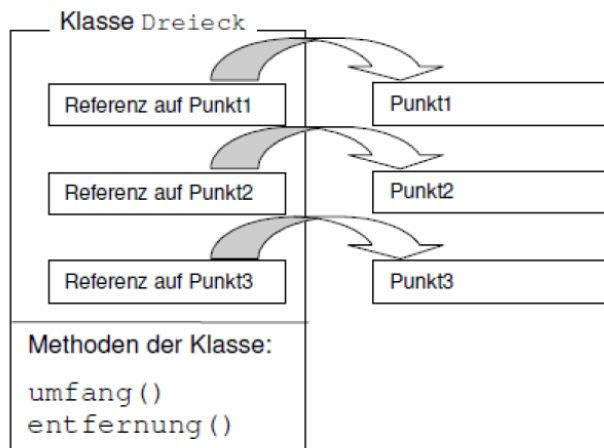 Klasse Dreieck
Referenz auf Punkt1 Punkt1
Referenz auf Punkt2 Punkt2
Referenz auf Punkt3 Punkt3
Methoden der Klasse:
umfang()
entfernung()